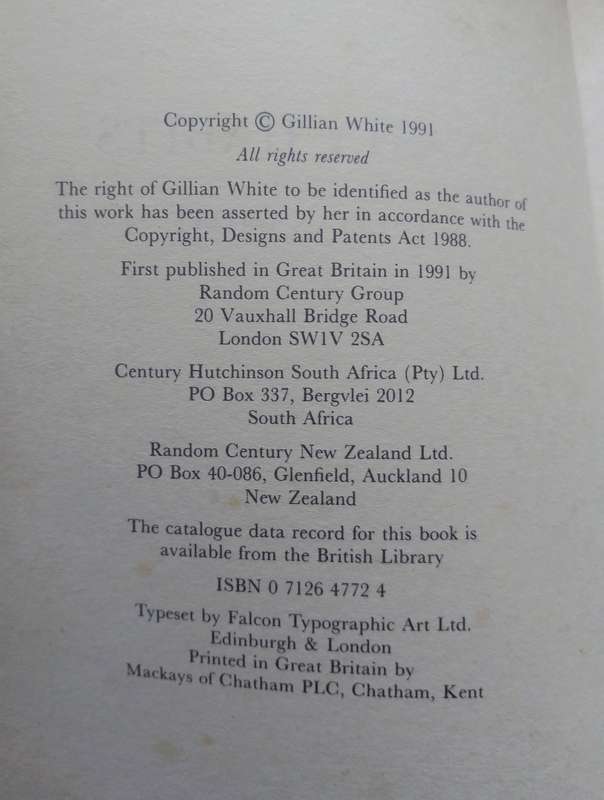 Copyright © Gillian White 1991
All rights reserved
The right of Gillian White to be identified as the author of
this work has been asserted by her in accordance with the
Copyright, Designs and Patents Act 1988.
First published in Great Britain in 1991 by
Random Century Group
20 Vauxhall Bridge Road
London SW1V 2SA
Century Hutchinson South Africa (Pty) Ltd.
PO Box 337, Bergvlei 2012
South Africa
Random Century New Zealand Ltd.
PO Box 40-086, Glenfield, Auckland 10
New Zealand
The catalogue data record for this book is
available from the British Library
ISBN 0 7126 4772 4
Typeset by Falcon Typographic Art Ltd.
Edinburgh & London
Printed in Great Britain by
Mackays of Chatham PLC, Chatham, Kent